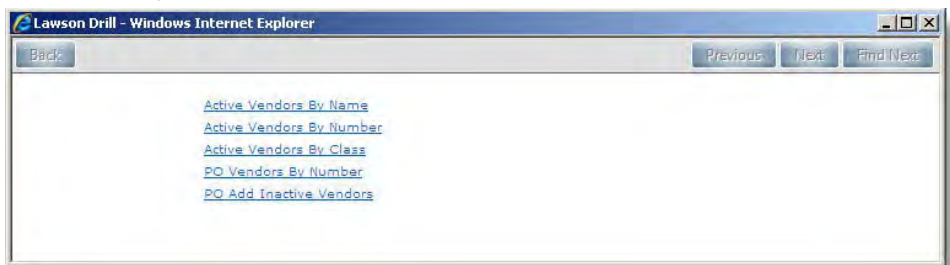 Lawson Drill - Windows Internet Explorer
Back Previous Next Find Next
Active Vendors By Name
Active Vendors By Number
Active Vendors By Class
PO Vendors By Number
PO Add Inactive Vendors